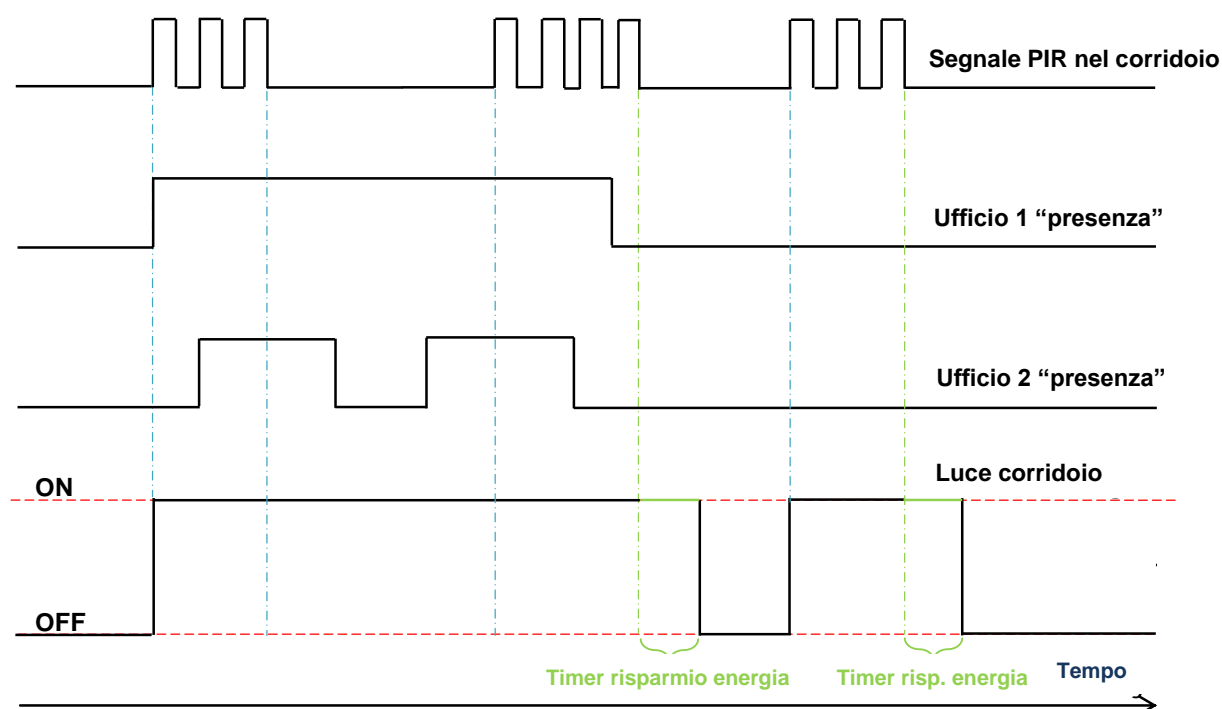 Segnale PIR nel corridoio
Ufficio 1 “presenza”
Ufficio 2 “presenza”
Luce corridoio
ON
OFF
Timer risparmio energia
Timer risp. energia
Tempo